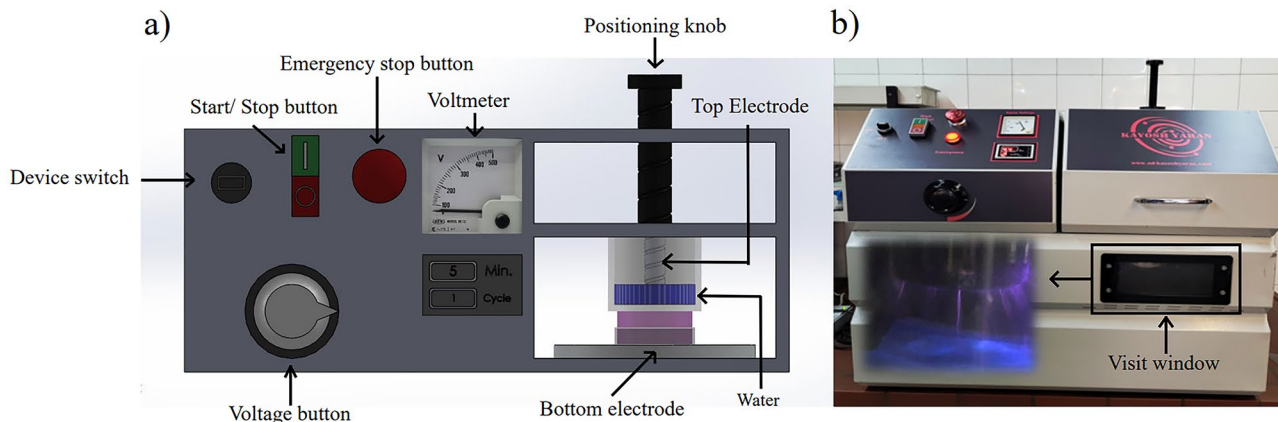 a)
Positioning knob
b)
Emergency stop button
Start/ Stop button
Voltmeter
Top Electrode
Device switch
V
100
200
300
400
500
5 Min.
1 Cycle
KAVOSH YARAN
Visit window
Voltage button
Bottom electrode
Water